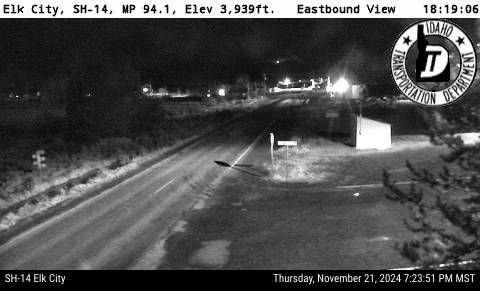 Elk City, SH-14, MP 94.1, Elev 3,939ft.   Eastbound View   18:19:06
IDAHO
TRANSPORTATION DEPARTMENT
SH-14 Elk City   Thursday, November 21, 2024 7:23:51 PM MST